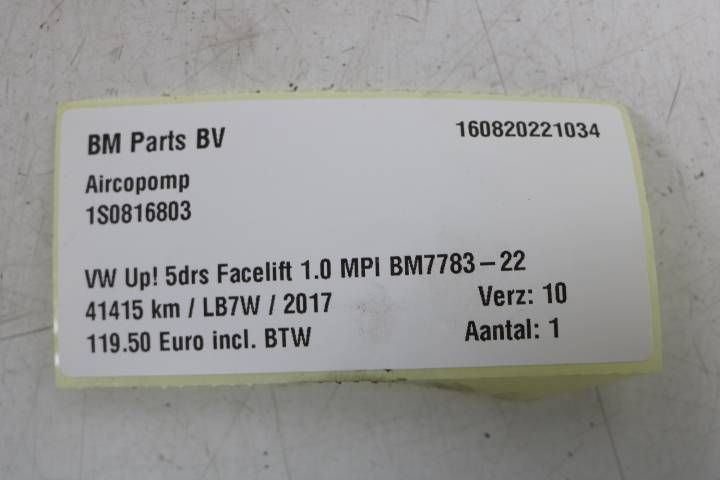 BM Parts BV 160820221034
Aircopomp
1S0816803
VW Up! 5drs Facelift 1.0 MPI BM7783-22
41415 km / LB7W / 2017 Verz: 10
119.50 Euro incl. BTW Aantal: 1